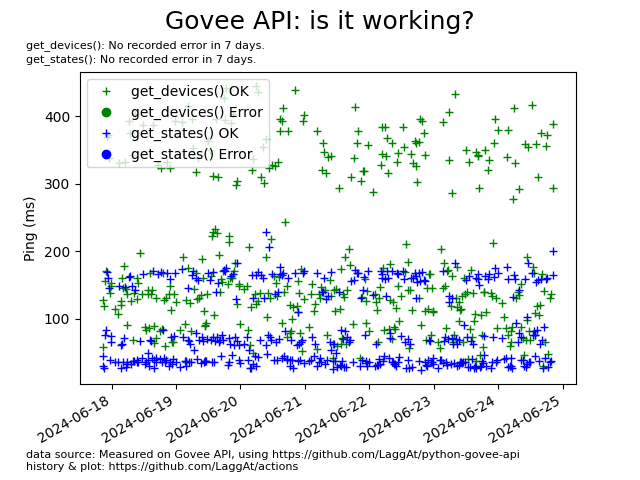 Govee API: is it working?
get_devices(): No recorded error in 7 days.
get_states(): No recorded error in 7 days.
get_devices() OK
get_devices() Error
get_states() OK
get_states() Error
400
300
200
100
Ping (ms)
2024-06-18
2024-06-19
2024-06-20
2024-06-21
2024-06-22
2024-06-23
2024-06-24
2024-06-25
data source: Measured on Govee API, using https://github.com/LaggAt/python-govee-api
history & plot: https://github.com/LaggAt/actions